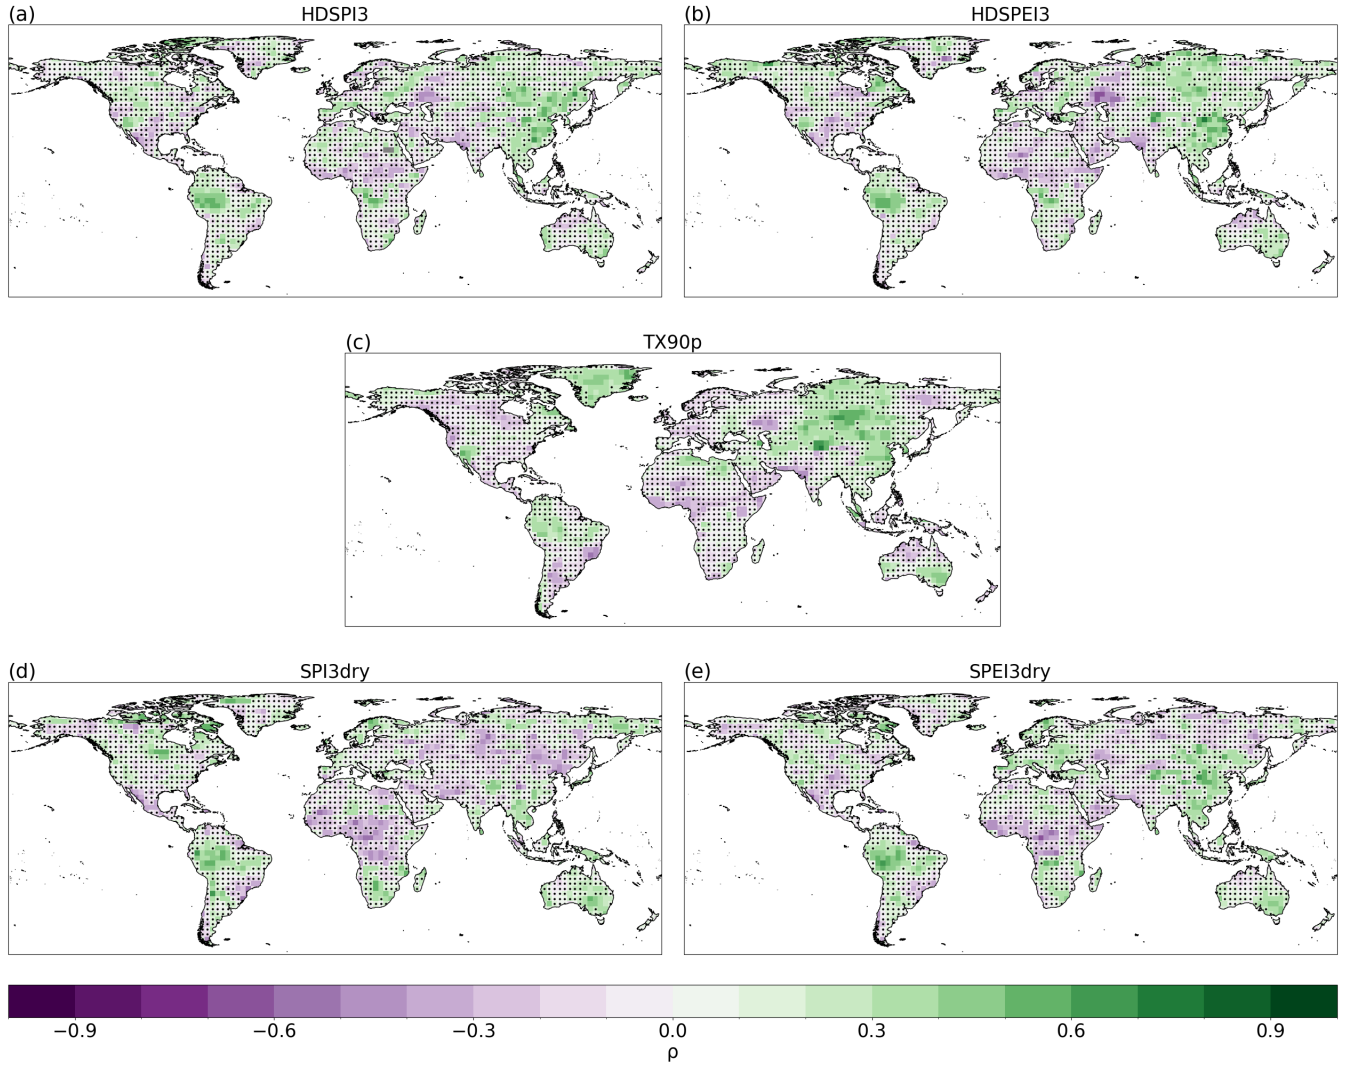 (a) HDSPI3
(b) HDSPEI3
(c) TX90p
(d) SPI3dry
(e) SPEI3dry
−0.9 −0.6 −0.3 0.0 0.3 0.6 0.9
ρ